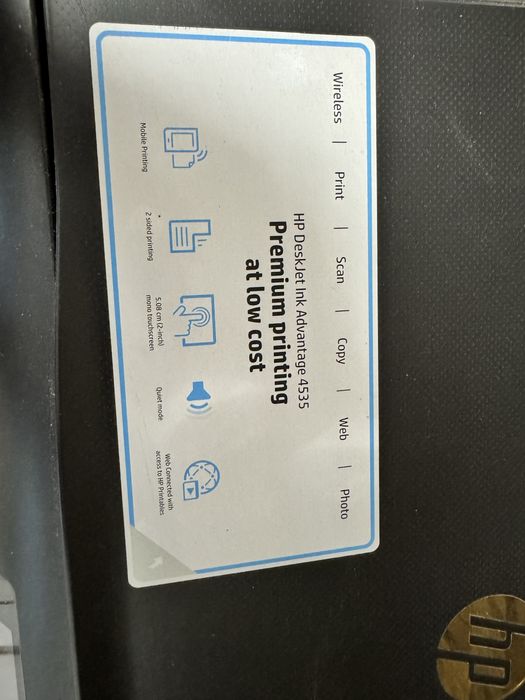 Wireless | Print | Scan | Copy | Web | Photo
HP DeskJet Ink Advantage 4535
Premium printing
at low cost
Mobile Printing
2 sided printing
5.08 cm (2-inch)
mono touchscreen
Quiet mode
Web Connected with
access to HP Printables
hp